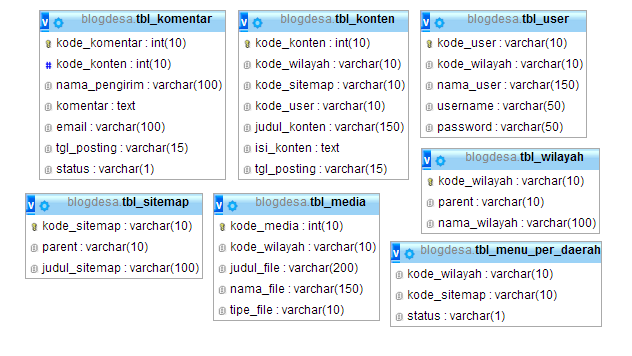 blogdesa.tbl_komentar
kode_komentar : int(10)
kode_konten : int(10)
nama_pengirim : varchar(100)
komentar : text
email : varchar(100)
tgl_posting : varchar(15)
status : varchar(1)
blogdesa.tbl_konten
kode_konten : int(10)
kode_wilayah : varchar(10)
kode_sitemap : varchar(10)
kode_user : varchar(10)
judul_konten : varchar(150)
isi_konten : text
tgl_posting : varchar(15)
blogdesa.tbl_user
kode_user : varchar(10)
kode_wilayah : varchar(10)
nama_user : varchar(150)
username : varchar(50)
password : varchar(50)
blogdesa.tbl_wilayah
kode_wilayah : varchar(10)
parent : varchar(10)
nama_wilayah : varchar(100)
blogdesa.tbl_sitemap
kode_sitemap : varchar(10)
parent : varchar(10)
judul_sitemap : varchar(100)
blogdesa.tbl_media
kode_media : int(10)
kode_wilayah : varchar(10)
judul_file : varchar(200)
nama_file : varchar(150)
tipe_file : varchar(10)
blogdesa.tbl_menu_per_daerah
kode_wilayah : varchar(10)
kode_sitemap : varchar(10)
status : varchar(1)